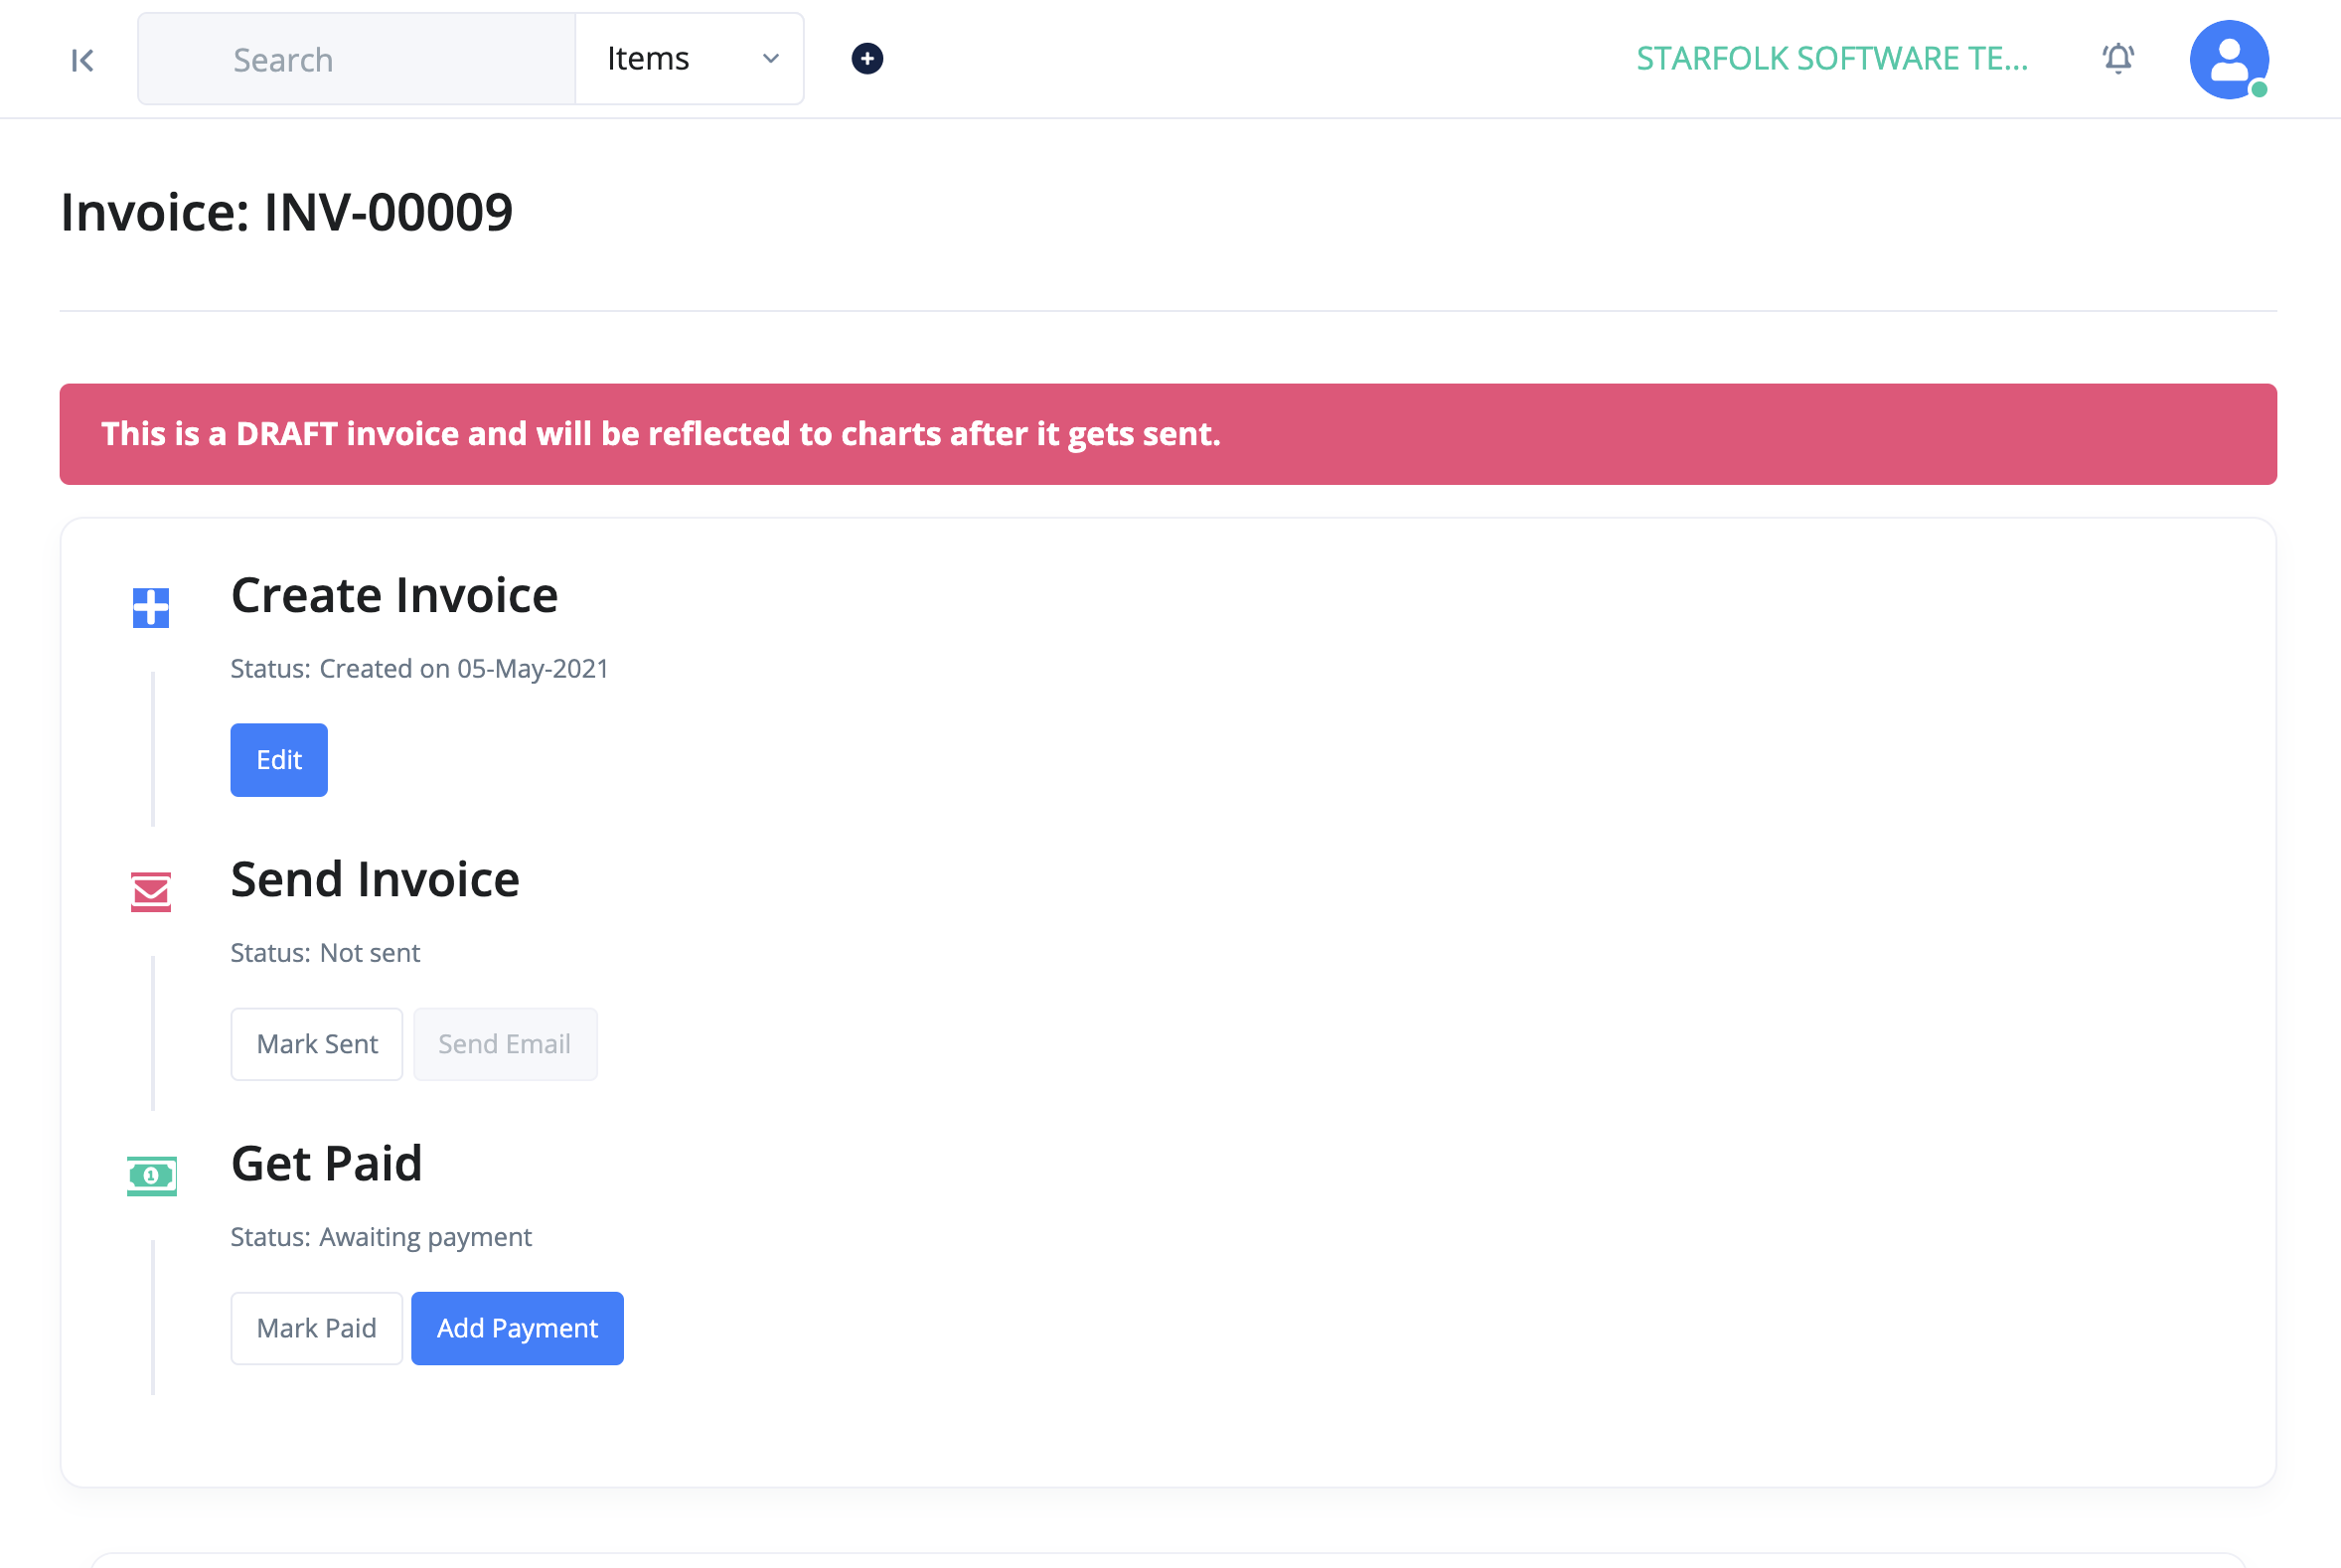 Search
Items
STARFOLK SOFTWARE TE...
Invoice: INV-00009
This is a DRAFT invoice and will be reflected to charts after it gets sent.
Create Invoice
Status: Created on 05-May-2021
Edit
Send Invoice
Status: Not sent
Mark Sent Send Email
Get Paid
1
Status: Awaiting payment
Mark Paid Add Payment